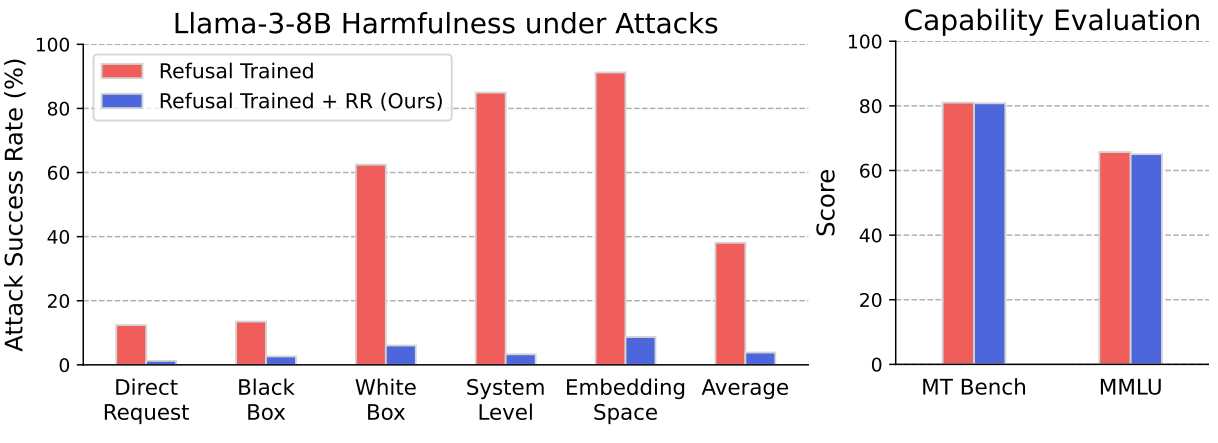 Llama-3-8B Harmfulness under Attacks
Attack Success Rate (%)
100
80
60
40
20
0
Refusal Trained
Refusal Trained + RR (Ours)
Direct
Request
Black
Box
White
Box
System
Level
Embedding
Space
Average
Capability Evaluation
Score
100
80
60
40
20
0
MT Bench
MMLU